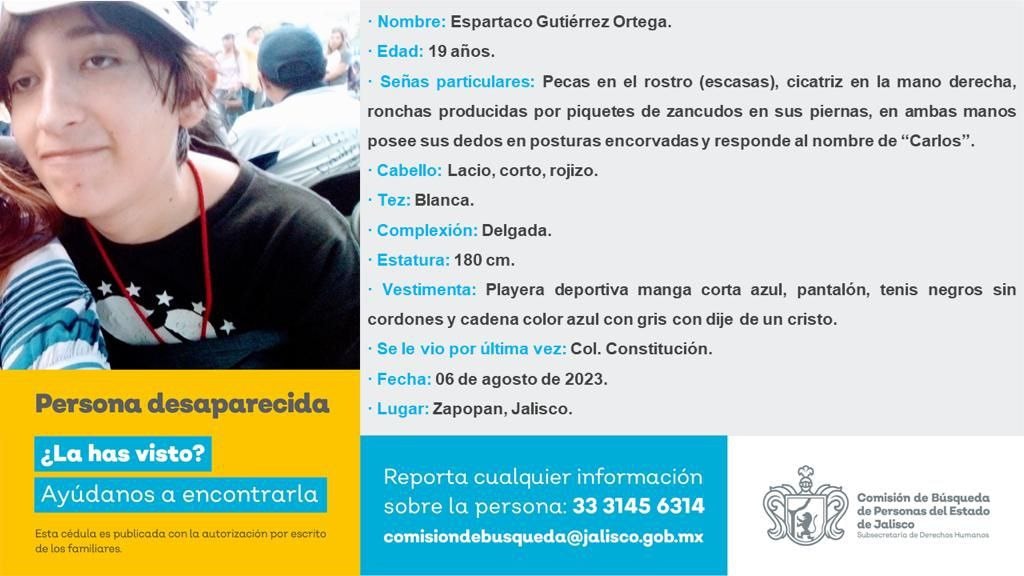 · Nombre: Espartaco Gutiérrez Ortega.
· Edad: 19 años.
· Señas particulares: Pecas en el rostro (escasas), cicatriz en la mano derecha,
ronchas producidas por piquetes de zancudos en sus piernas, en ambas manos
posee sus dedos en posturas encorvadas y responde al nombre de “Carlos”.
· Cabello: Lacio, corto, rojizo.
· Tez: Blanca.
· Complexión: Delgada.
· Estatura: 180 cm.
· Vestimenta: Playera deportiva manga corta azul, pantalón, tenis negros sin
cordones y cadena color azul con gris con dije de un cristo.
· Se le vio por última vez: Col. Constitución.
· Fecha: 06 de agosto de 2023.
· Lugar: Zapopan, Jalisco.
Persona desaparecida
¿La has visto?
Ayúdanos a encontrarla
Esta cédula es publicada con la autorización por escrito
de los familiares.
Reporta cualquier información
sobre la persona: 33 3145 6314
comisiondebusqueda@jalisco.gob.mx
Comisión de Búsqueda
de Personas del Estado
de Jalisco
Subsecretaría de Derechos Humanos